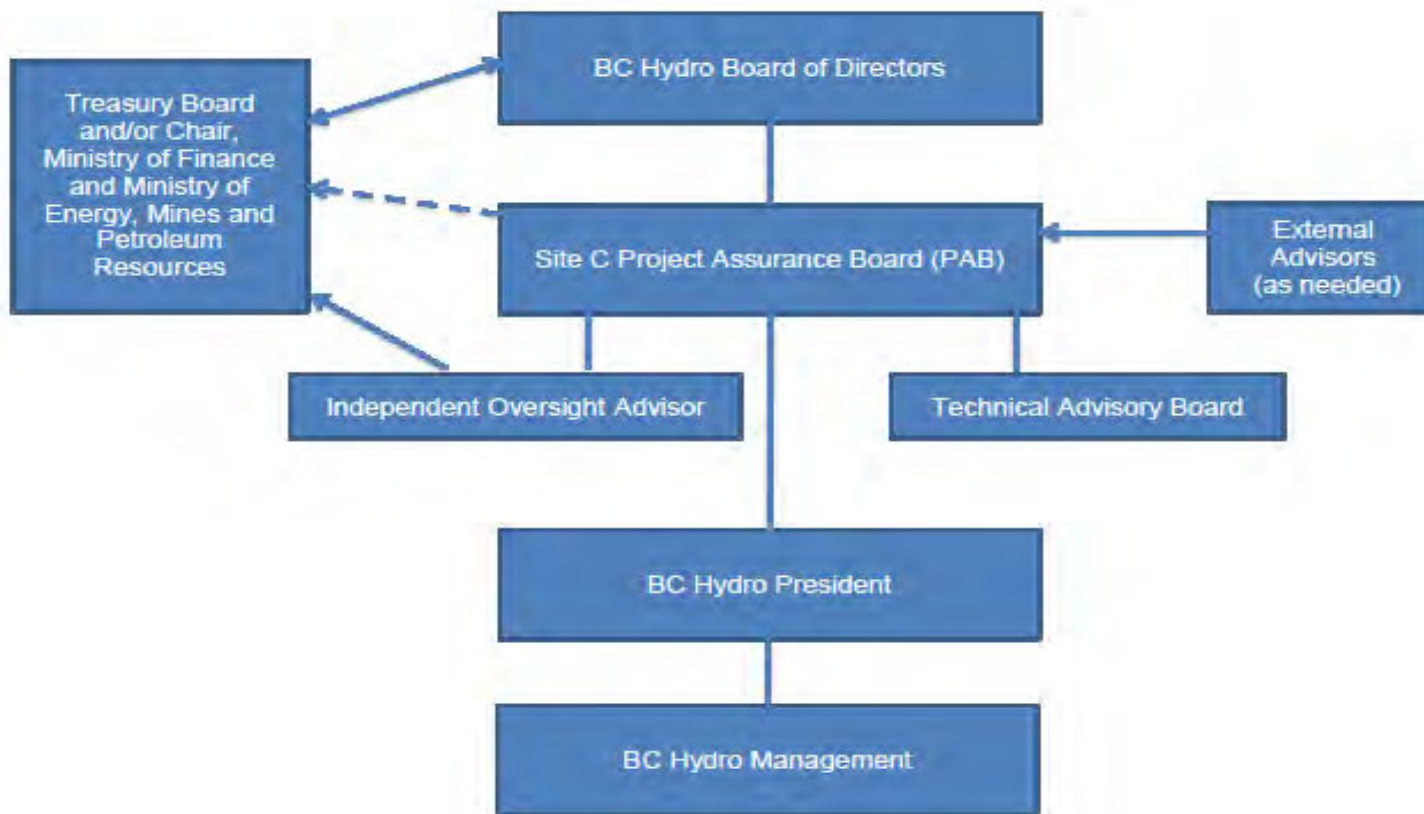 BC Hydro Board of Directors
Treasury Board
and/or Chair,
Ministry of Finance
and Ministry of
Energy, Mines and
Petroleum
Resources
Site C Project Assurance Board (PAB)
External
Advisors
(as needed)
Independent Oversight Advisor
Technical Advisory Board
BC Hydro President
BC Hydro Management